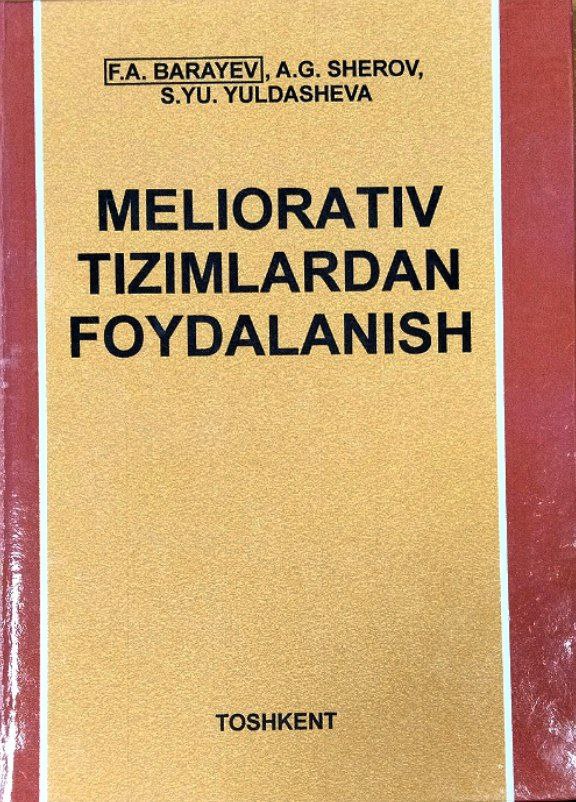 F.A. BARAYEV, A.G. SHEROV,
S.YU. YULDASHEVA
MELIORATIV
TIZIMLARDAN
FOYDALANISH
TOSHKENT